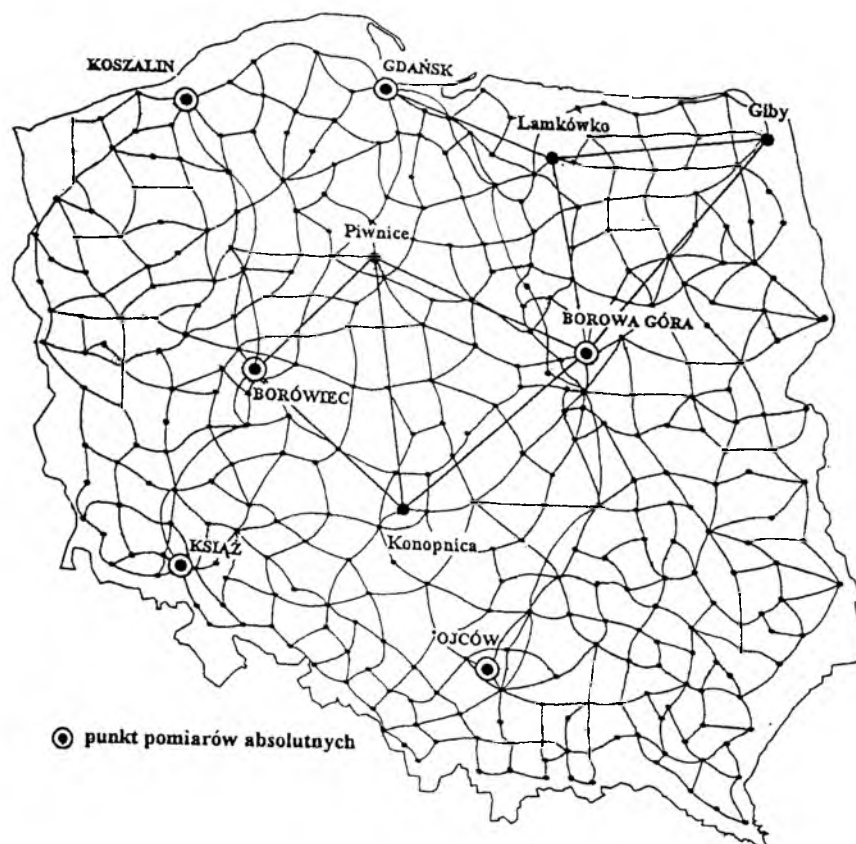 KOSZALIN
GDAŃSK
Giby
Lamkówko
Piwnice
BOROWA GÓRA
BORÓWIEC
Konopnica
KSIĄŻ
OJCÓW
punkt pomiarów absolutnych